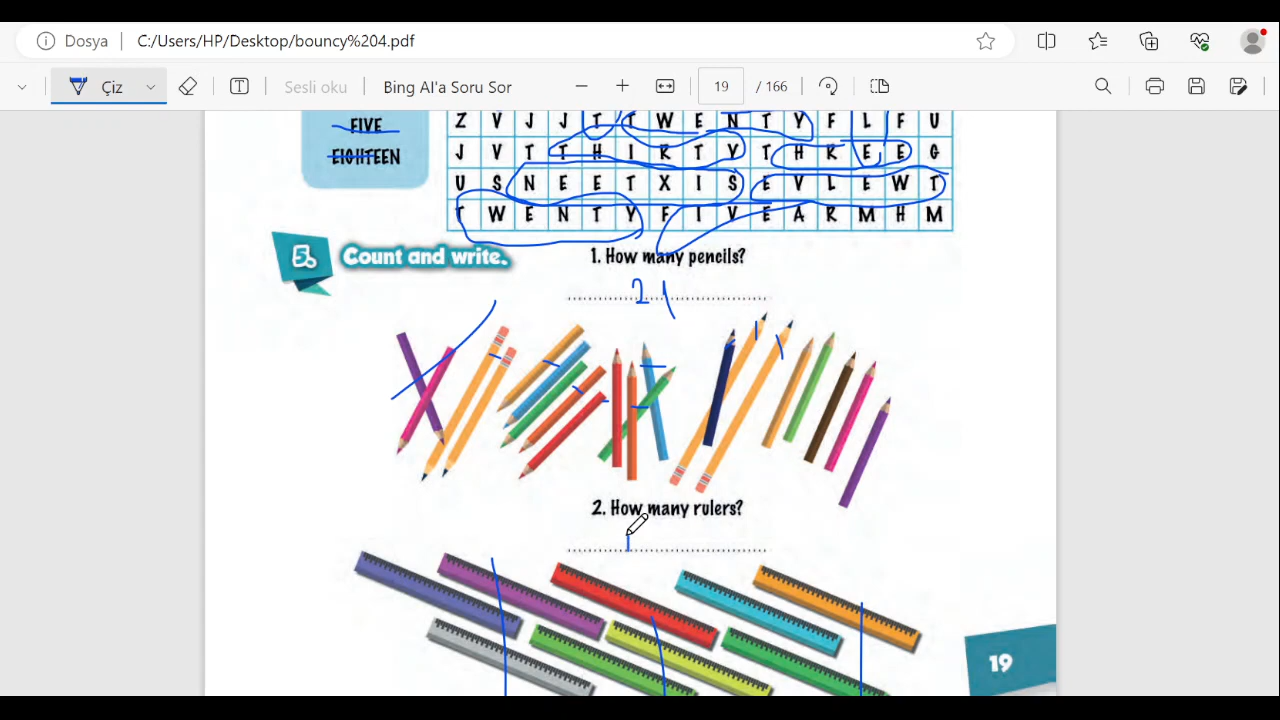 Dosya C:/Users/HP/Desktop/bouncy%204.pdf
Çiz Sesli oku Bing AI'a Soru Sor 19 / 166
FIVE
EIGHTEEN
Z V J J T T W E N T Y F L F U
J V T T H I R T Y T H R E E G
U S N E E T X I S E V L E W T
T W E N T Y F I V E A R M H M
5. Count and write.
1. How many pencils?
21
2. How many rulers?
19